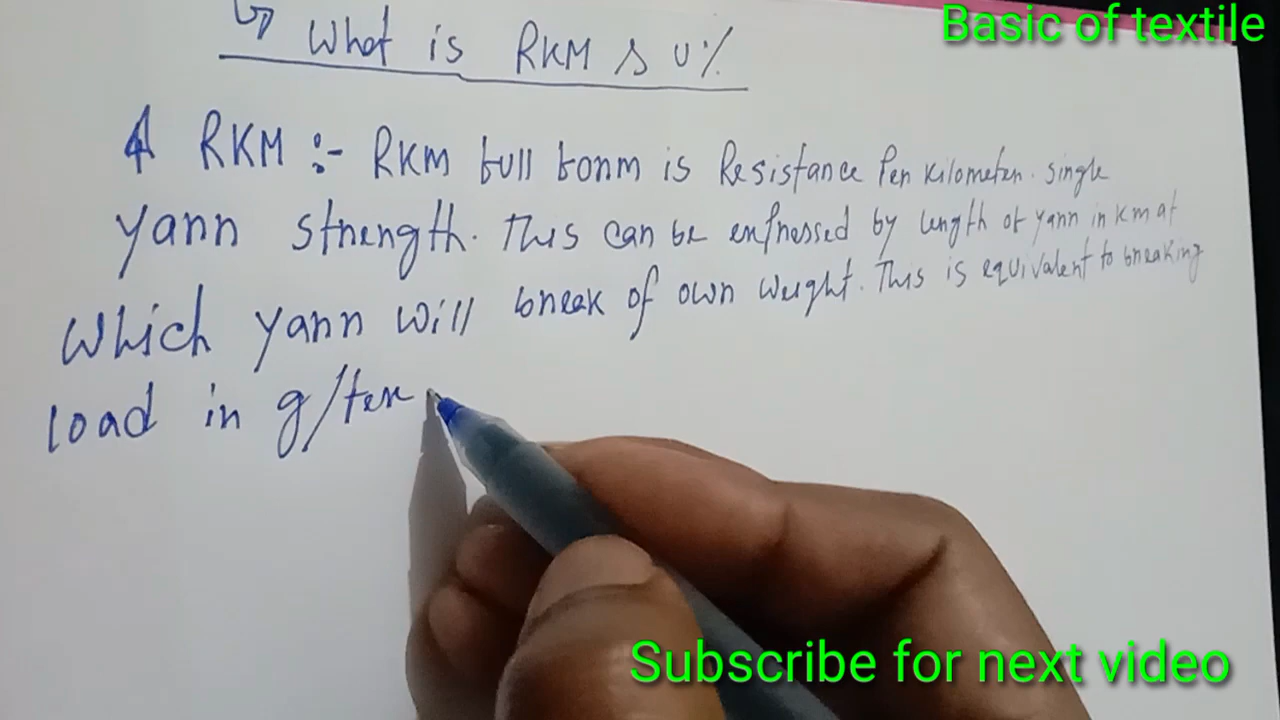 Basic of textile
↳ What is RKM & U%
RKM :- RKM full form is Resistance Per Kilometer. single
yarn strength. This can be expressed by length of yarn in km at
which yarn will break of own weight. This is equivalent to breaking
load in g/tex
Subscribe for next video